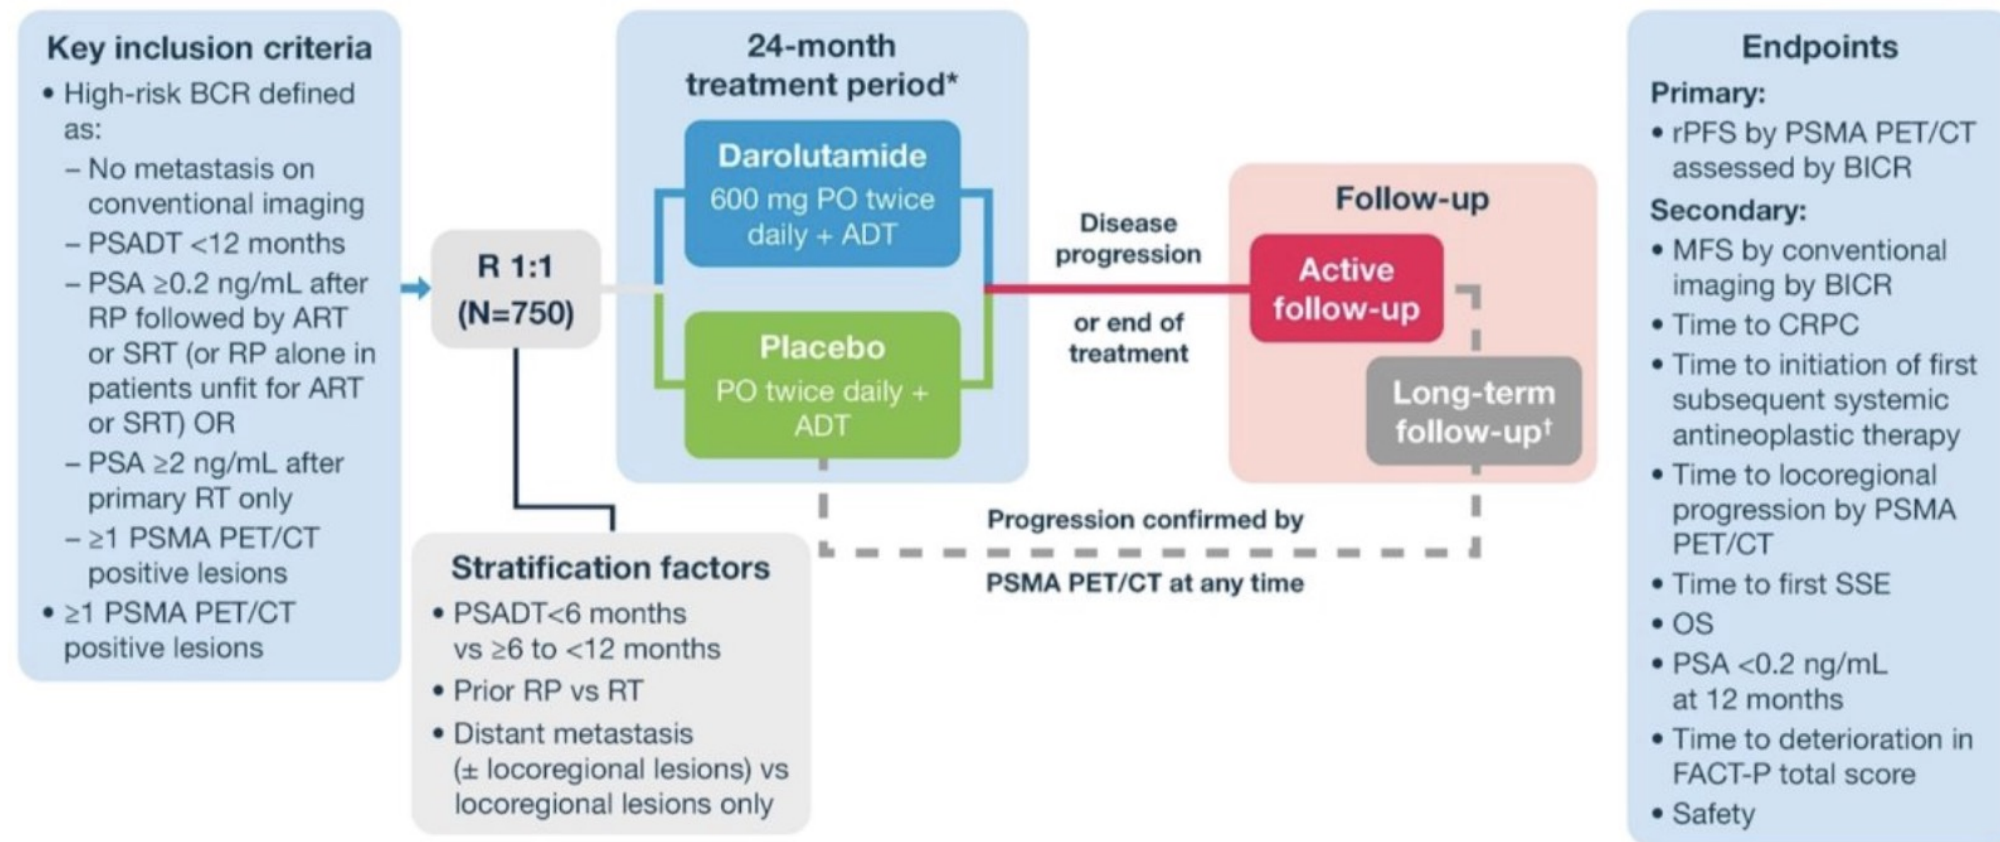 Key inclusion criteria
• High-risk BCR defined
as:
– No metastasis on
conventional imaging
– PSADT <12 months
– PSA ≥0.2 ng/mL after
RP followed by ART
or SRT (or RP alone in
patients unfit for ART
or SRT) OR
– PSA ≥2 ng/mL after
primary RT only
– ≥1 PSMA PET/CT
positive lesions
• ≥1 PSMA PET/CT
positive lesions
R 1:1
(N=750)
Stratification factors
• PSADT<6 months
vs ≥6 to <12 months
• Prior RP vs RT
• Distant metastasis
(± locoregional lesions) vs
locoregional lesions only
24-month
treatment period*
Darolutamide
600 mg PO twice
daily + ADT
Placebo
PO twice daily +
ADT
Disease
progression
or end of
treatment
Progression confirmed by
PSMA PET/CT at any time
Follow-up
Active
follow-up
Long-term
follow-up†
Endpoints
Primary:
• rPFS by PSMA PET/CT
assessed by BICR
Secondary:
• MFS by conventional
imaging by BICR
• Time to CRPC
• Time to initiation of first
subsequent systemic
antineoplastic therapy
• Time to locoregional
progression by PSMA
PET/CT
• Time to first SSE
• OS
• PSA <0.2 ng/mL
at 12 months
• Time to deterioration in
FACT-P total score
• Safety